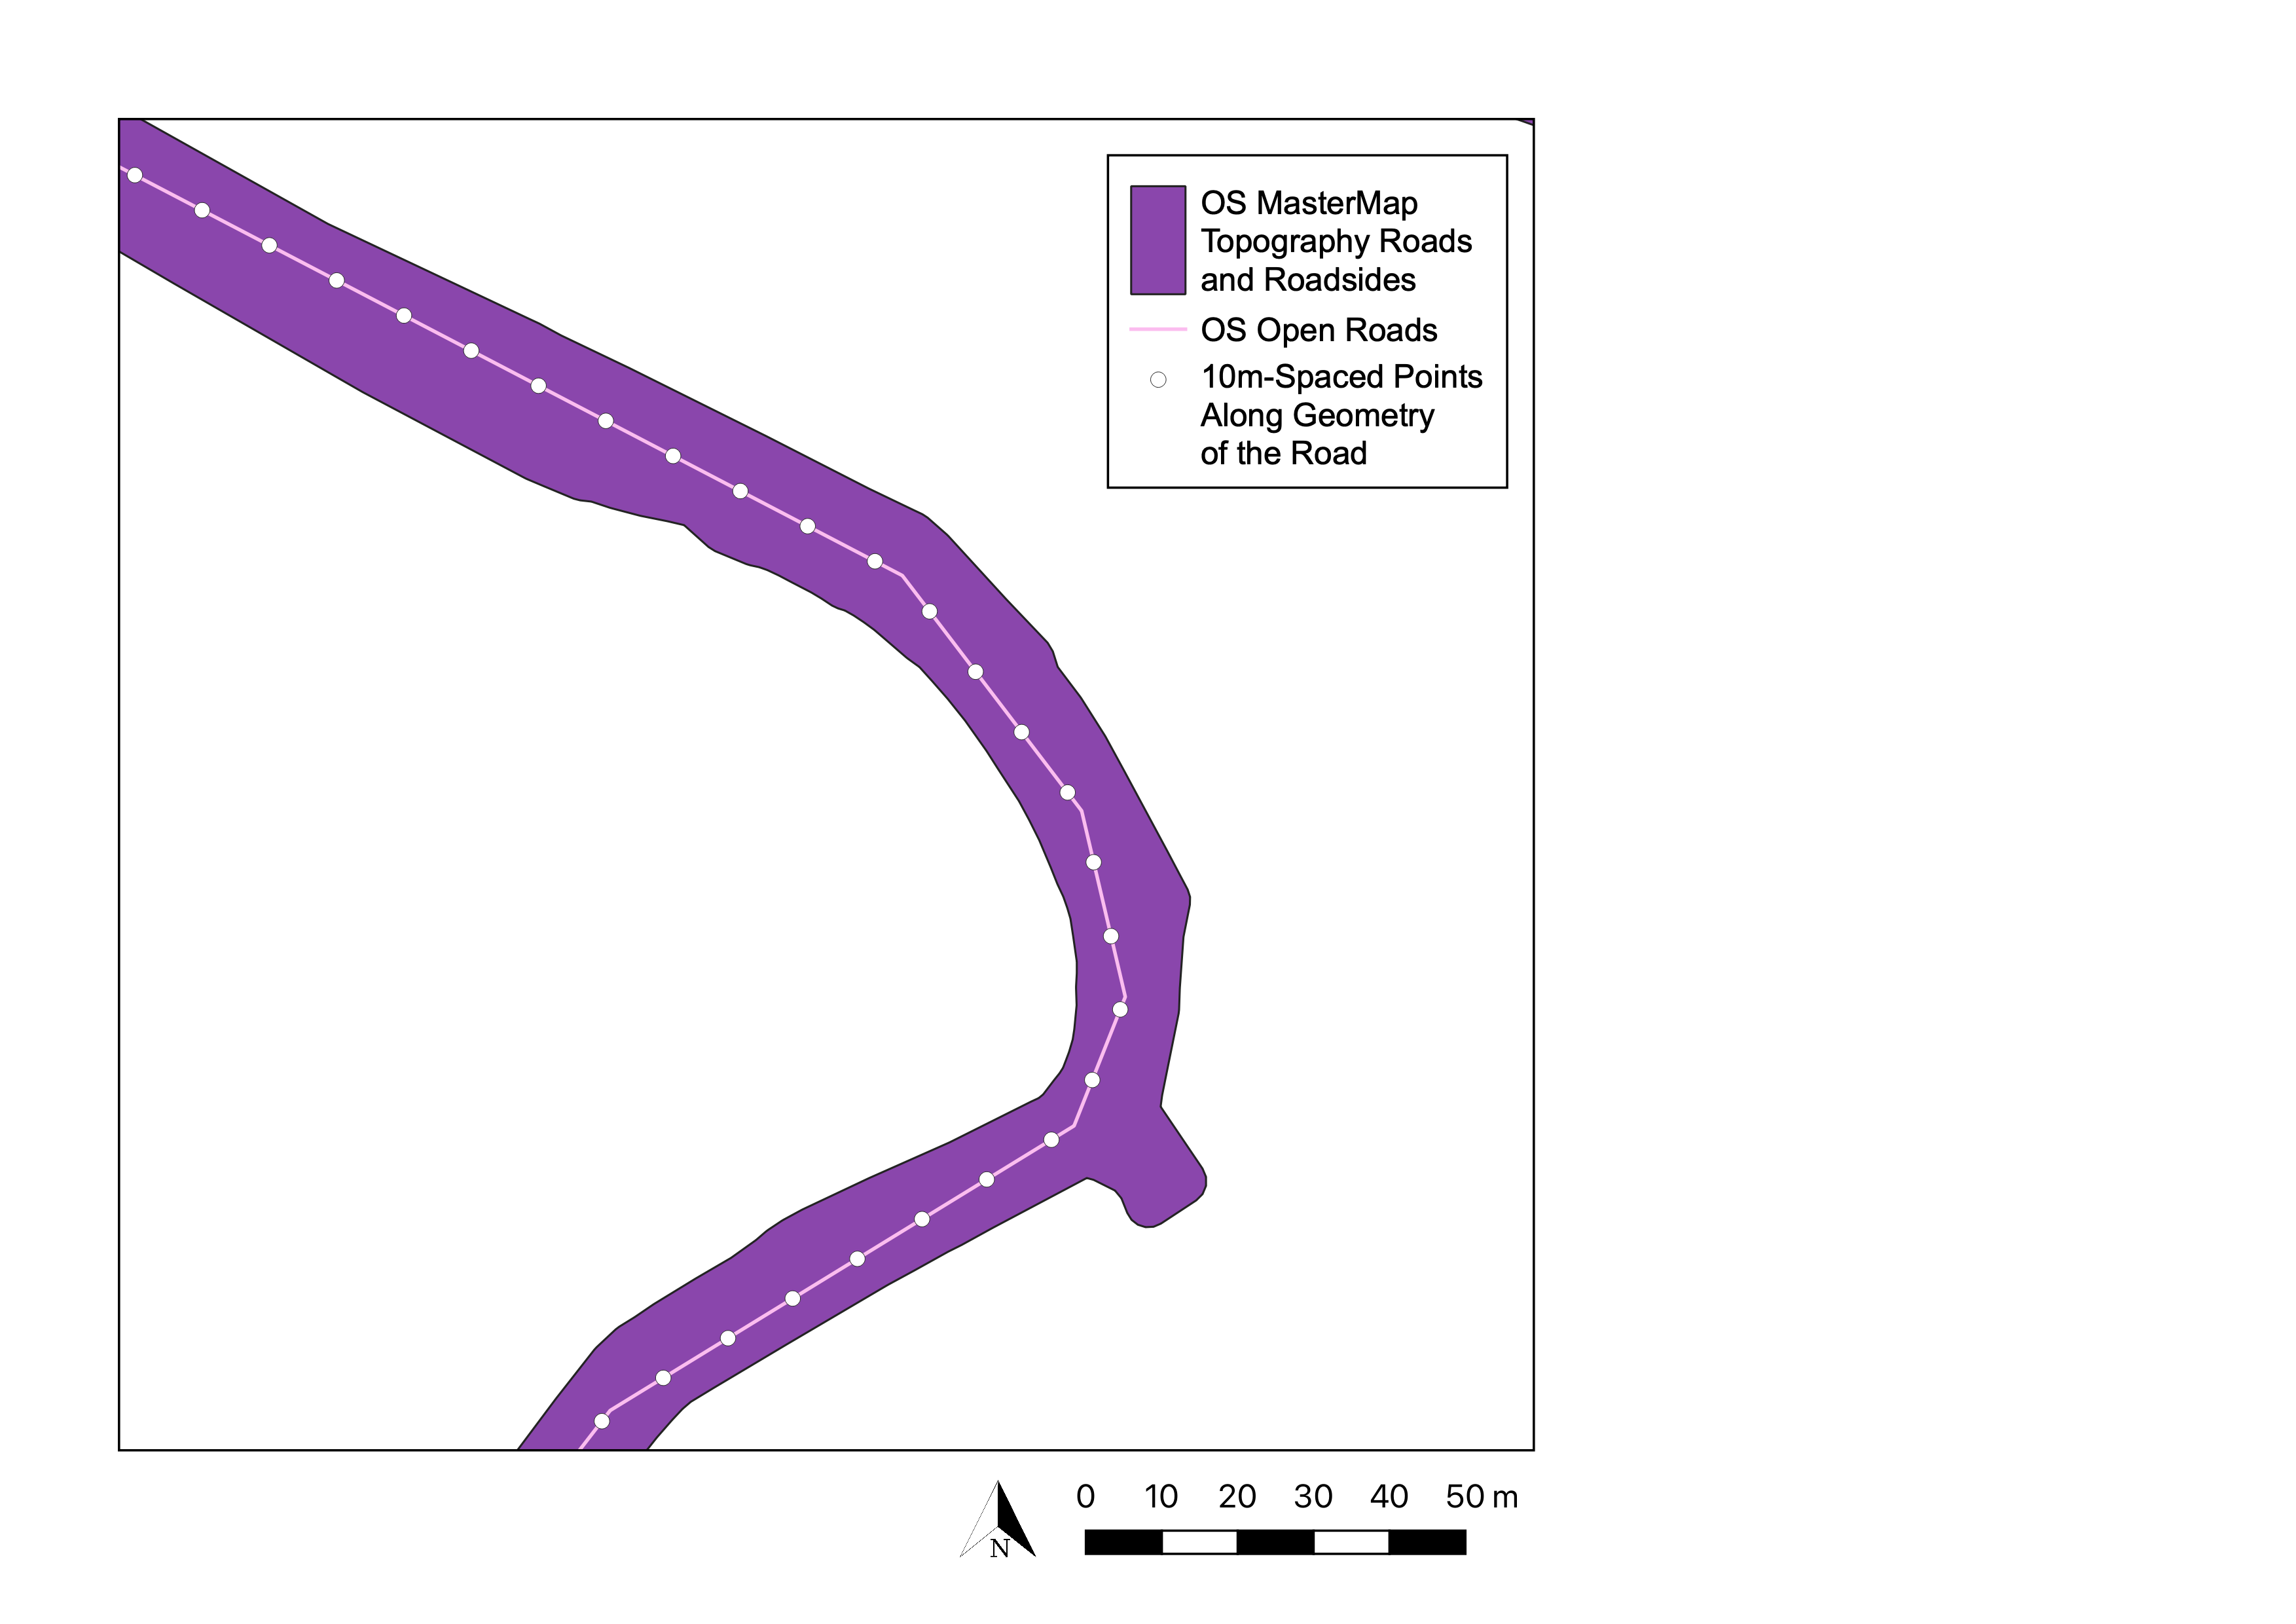 OS MasterMap
Topography Roads
and Roadsides
OS Open Roads
10m-Spaced Points
Along Geometry
of the Road
0 10 20 30 40 50 m
N